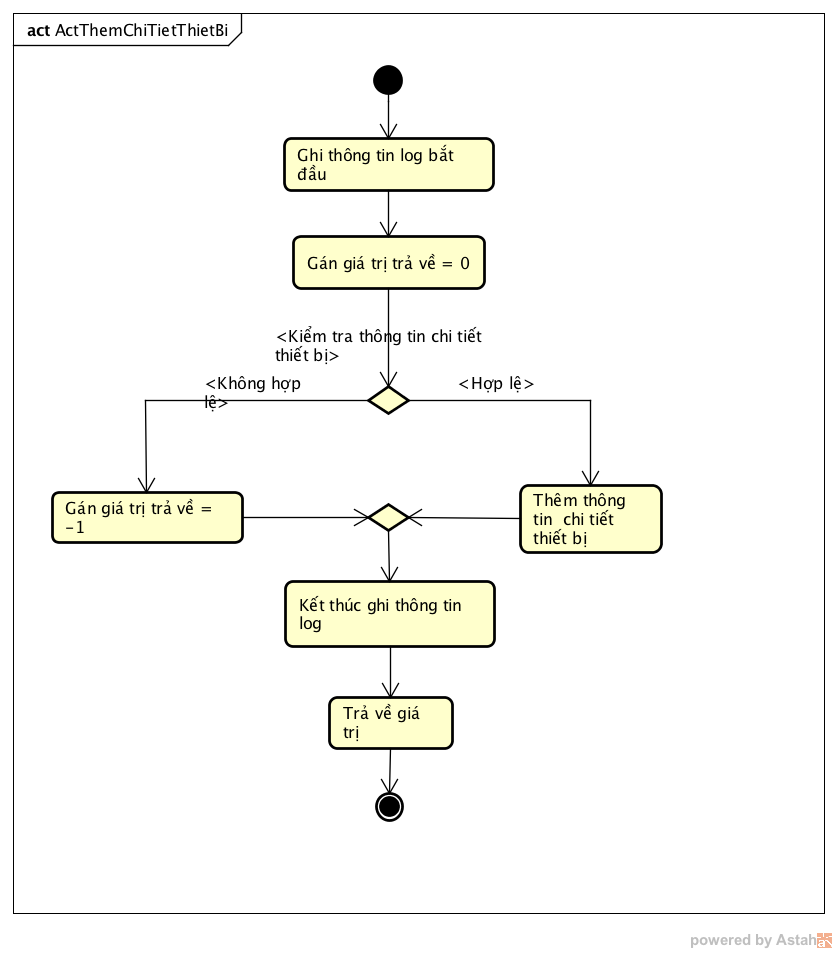 act ActThemChiTietThietBi
Ghi thông tin log bắt
đầu
Gán giá trị trả về = 0
<Kiểm tra thông tin chi tiết
thiết bị>
<Không hợp
lệ>
<Hợp lệ>
Gán giá trị trả về =
-1
Thêm thông
tin  chi tiết
thiết bị
Kết thúc ghi thông tin
log
Trả về giá
trị
powered by Astah